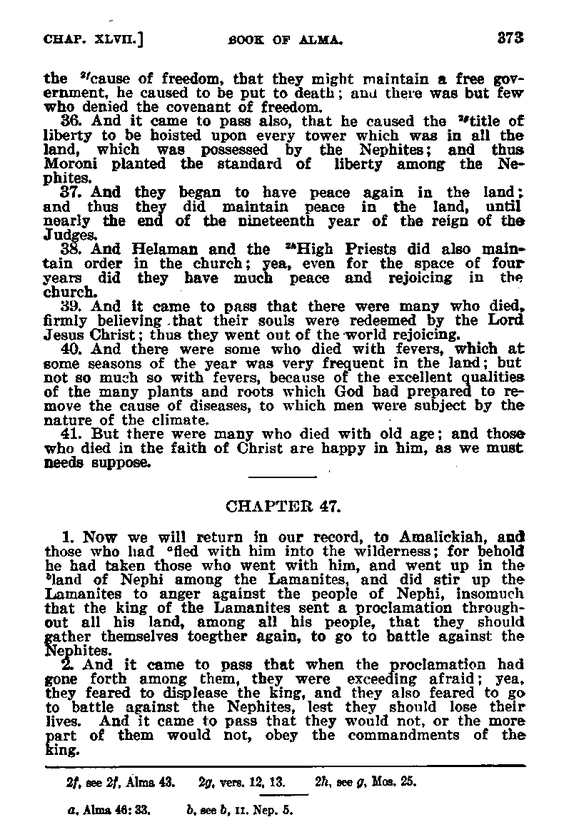 CHAP. XLVII.] BOOK OF ALMA. 373
the 2fcause of freedom, that they might maintain a free gov-
ernment, he caused to be put to death; and there was but few
who denied the covenant of freedom.
36. And it came to pass also, that he caused the 2gtitle of
liberty to be hoisted upon every tower which was in all the
land, which was possessed by the Nephites; and thus
Moroni planted the standard of liberty among the Ne-
phites.
37. And they began to have peace again in the land;
and thus they did maintain peace in the land, until
nearly the end of the nineteenth year of the reign of the
Judges.
38. And Helaman and the 2hHigh Priests did also main-
tain order in the church; yea, even for the space of four
years did they have much peace and rejoicing in the
church.
39. And it came to pass that there were many who died,
firmly believing that their souls were redeemed by the Lord
Jesus Christ; thus they went out of the world rejoicing.
40. And there were some who died with fevers, which at
some seasons of the year was very frequent in the land; but
not so much so with fevers, because of the excellent qualities
of the many plants and roots which God had prepared to re-
move the cause of diseases, to which men were subject by the
nature of the climate.
41. But there were many who died with old age; and those
who died in the faith of Christ are happy in him, as we must
needs suppose.
CHAPTER 47.
1. Now we will return in our record, to Amalickiah, and
those who had afled with him into the wilderness; for behold
he had taken those who went with him, and went up in the
bland of Nephi among the Lamanites, and did stir up the
Lamanites to anger against the people of Nephi, insomuch
that the king of the Lamanites sent a proclamation through-
out all his land, among all his people, that they should
gather themselves toegther again, to go to battle against the
Nephites.
2. And it came to pass that when the proclamation had
gone forth among them, they were exceeding afraid; yea,
they feared to displease the king, and they also feared to go
to battle against the Nephites, lest they should lose their
lives. And it came to pass that they would not, or the more
part of them would not, obey the commandments of the
king.
2f, see 2f, Alma 43. 2g, vers. 12, 13. 2h, see g, Mos. 25.
a, Alma 46: 33. b, see b, II. Nep. 5.